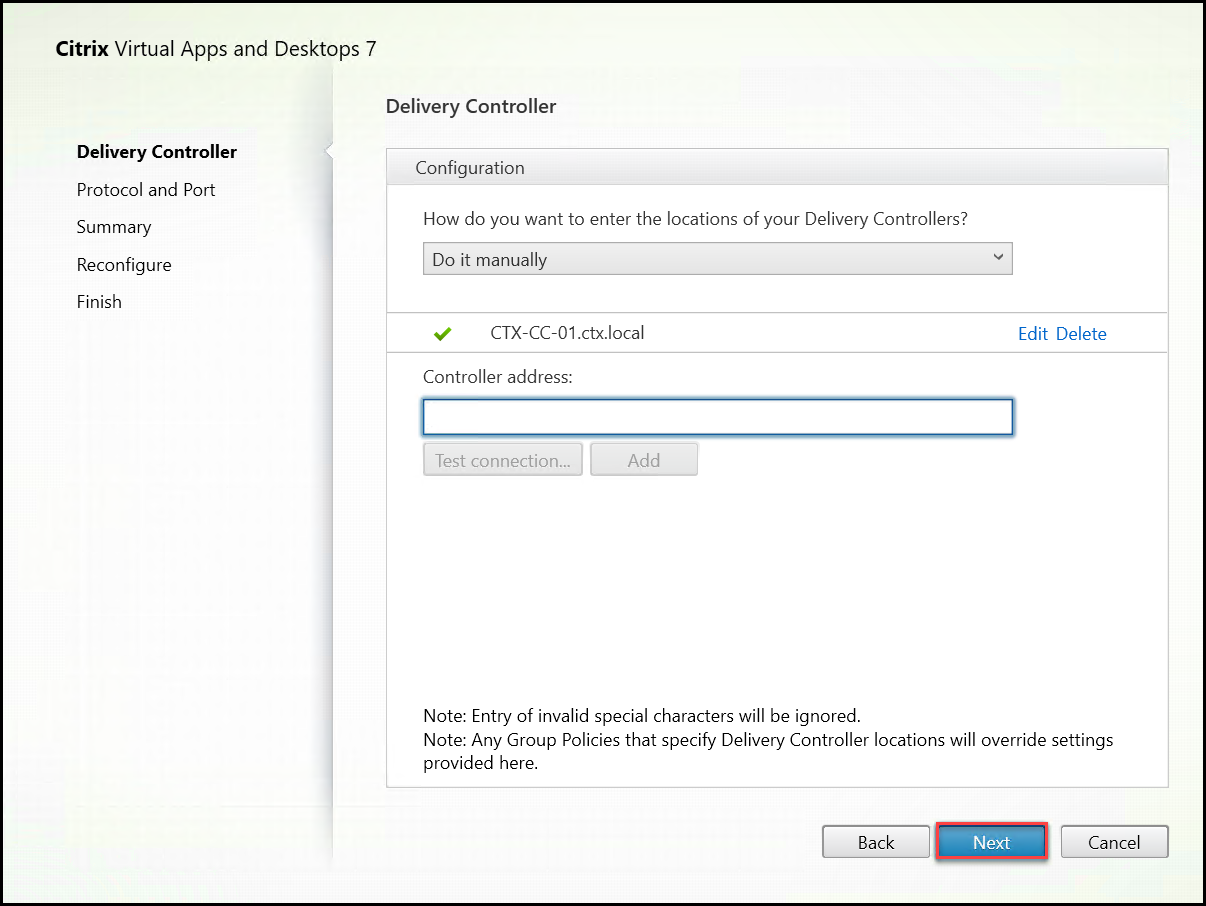 Citrix Virtual Apps and Desktops 7
Delivery Controller
Delivery Controller
Protocol and Port
Summary
Reconfigure
Finish
Configuration
How do you want to enter the locations of your Delivery Controllers?
Do it manually
CTX-CC-01.ctx.local
Edit Delete
Controller address:
Test connection...
Add
Note: Entry of invalid special characters will be ignored.
Note: Any Group Policies that specify Delivery Controller locations will override settings
provided here.
Back
Next
Cancel